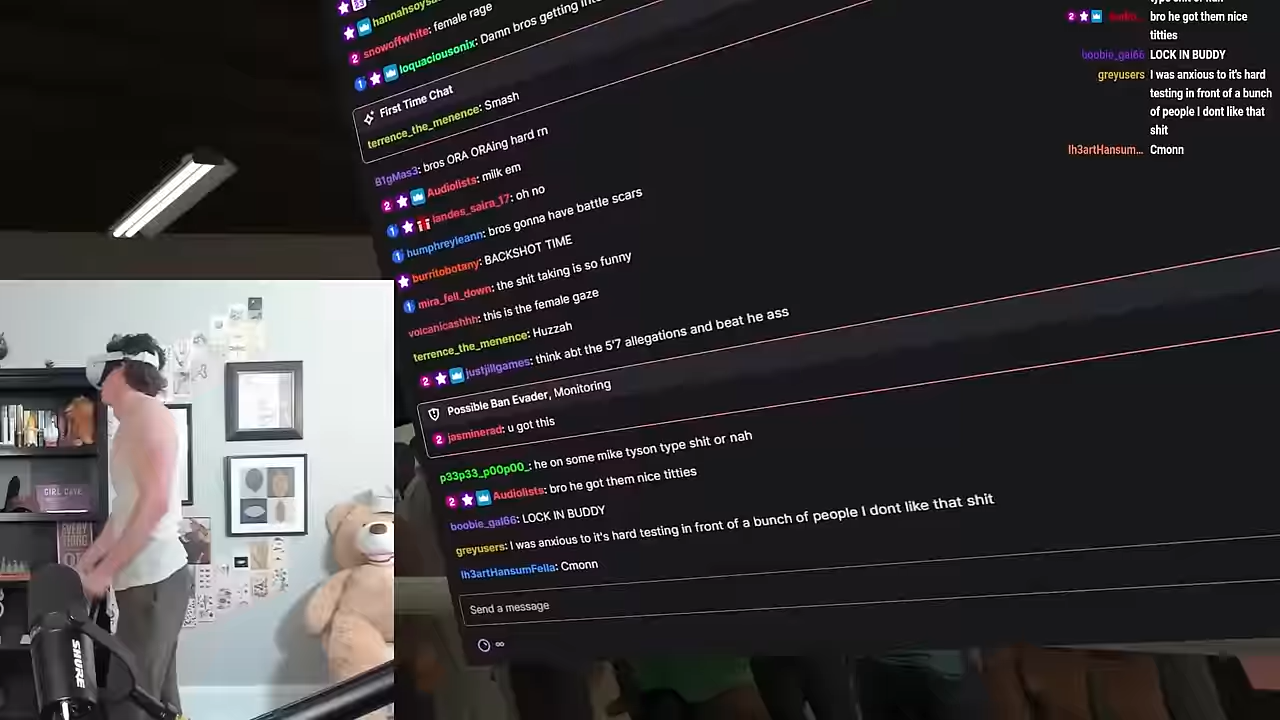 hannahsoysa
snowoffwhite: female rage
loquaciousonix: Damn bros getting int
First Time Chat
terrence_the_menence: Smash
B1gMas3: bros ORA ORAing hard rn
Audiolists: milk em
landes_saira_17: oh no
humphreyleann: bros gonna have battle scars
burritobotany: BACKSHOT TIME
mira_fell_down: the shit taking is so funny
volcanicashhh: this is the female gaze
terrence_the_menence: Huzzah
justjillgames: think abt the 5'7 allegations and beat he ass
Possible Ban Evader, Monitoring
jasminerad: u got this
p33p33_p00p00_: he on some mike tyson type shit or nah
Audiolists: bro he got them nice titties
boobie_gal66: LOCK IN BUDDY
greyusers: I was anxious to it's hard testing in front of a bunch of people I dont like that shit
lh3artHansumFella: Cmonn
Send a message
bro he got them nice
titties
boobie_gal66 LOCK IN BUDDY
greyusers I was anxious to it's hard
testing in front of a bunch
of people I dont like that
shit
lh3artHansum... Cmonn
GIRL CAVE
EVERY
THING
SHURE